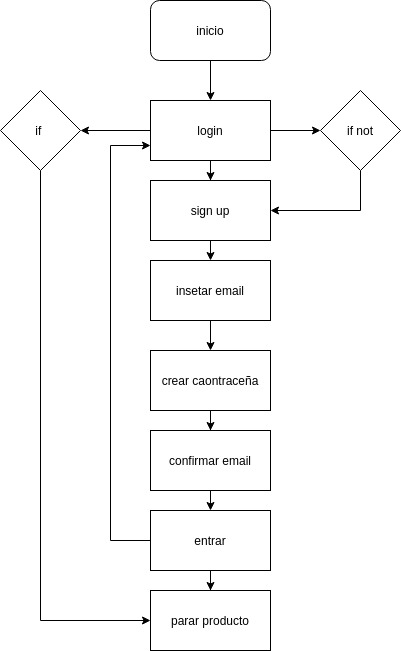 inicio
if
login
if not
sign up
insetar email
crear caontraceña
confirmar email
entrar
parar producto